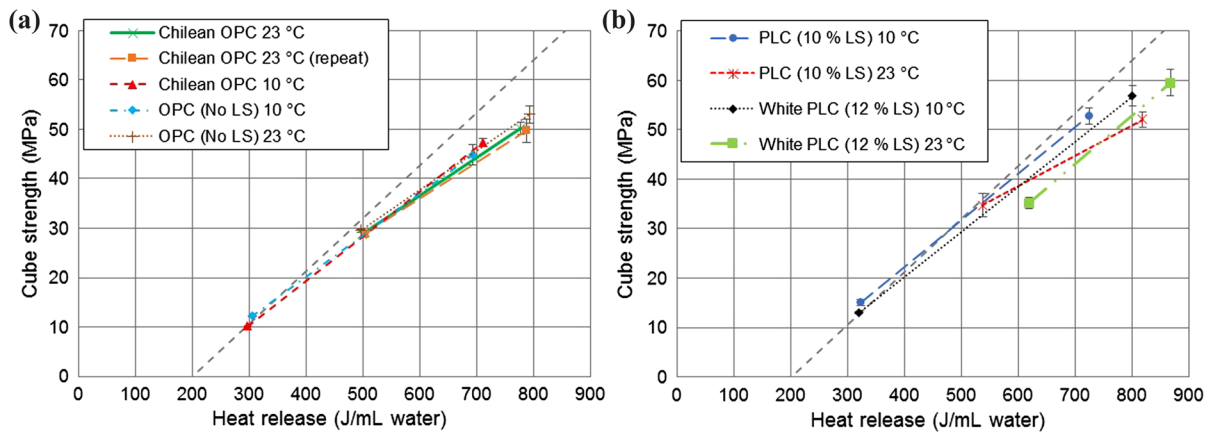 (a)
70
60
50
40
30
20
10
0
Cube strength (MPa)
Chilean OPC 23 °C
Chilean OPC 23 °C (repeat)
Chilean OPC 10 °C
OPC (No LS) 10 °C
OPC (No LS) 23 °C
0 100 200 300 400 500 600 700 800 900
Heat release (J/mL water)
(b)
70
60
50
40
30
20
10
0
Cube strength (MPa)
PLC (10 % LS) 10 °C
PLC (10 % LS) 23 °C
White PLC (12 % LS) 10 °C
White PLC (12 % LS) 23 °C
0 100 200 300 400 500 600 700 800 900
Heat release (J/mL water)